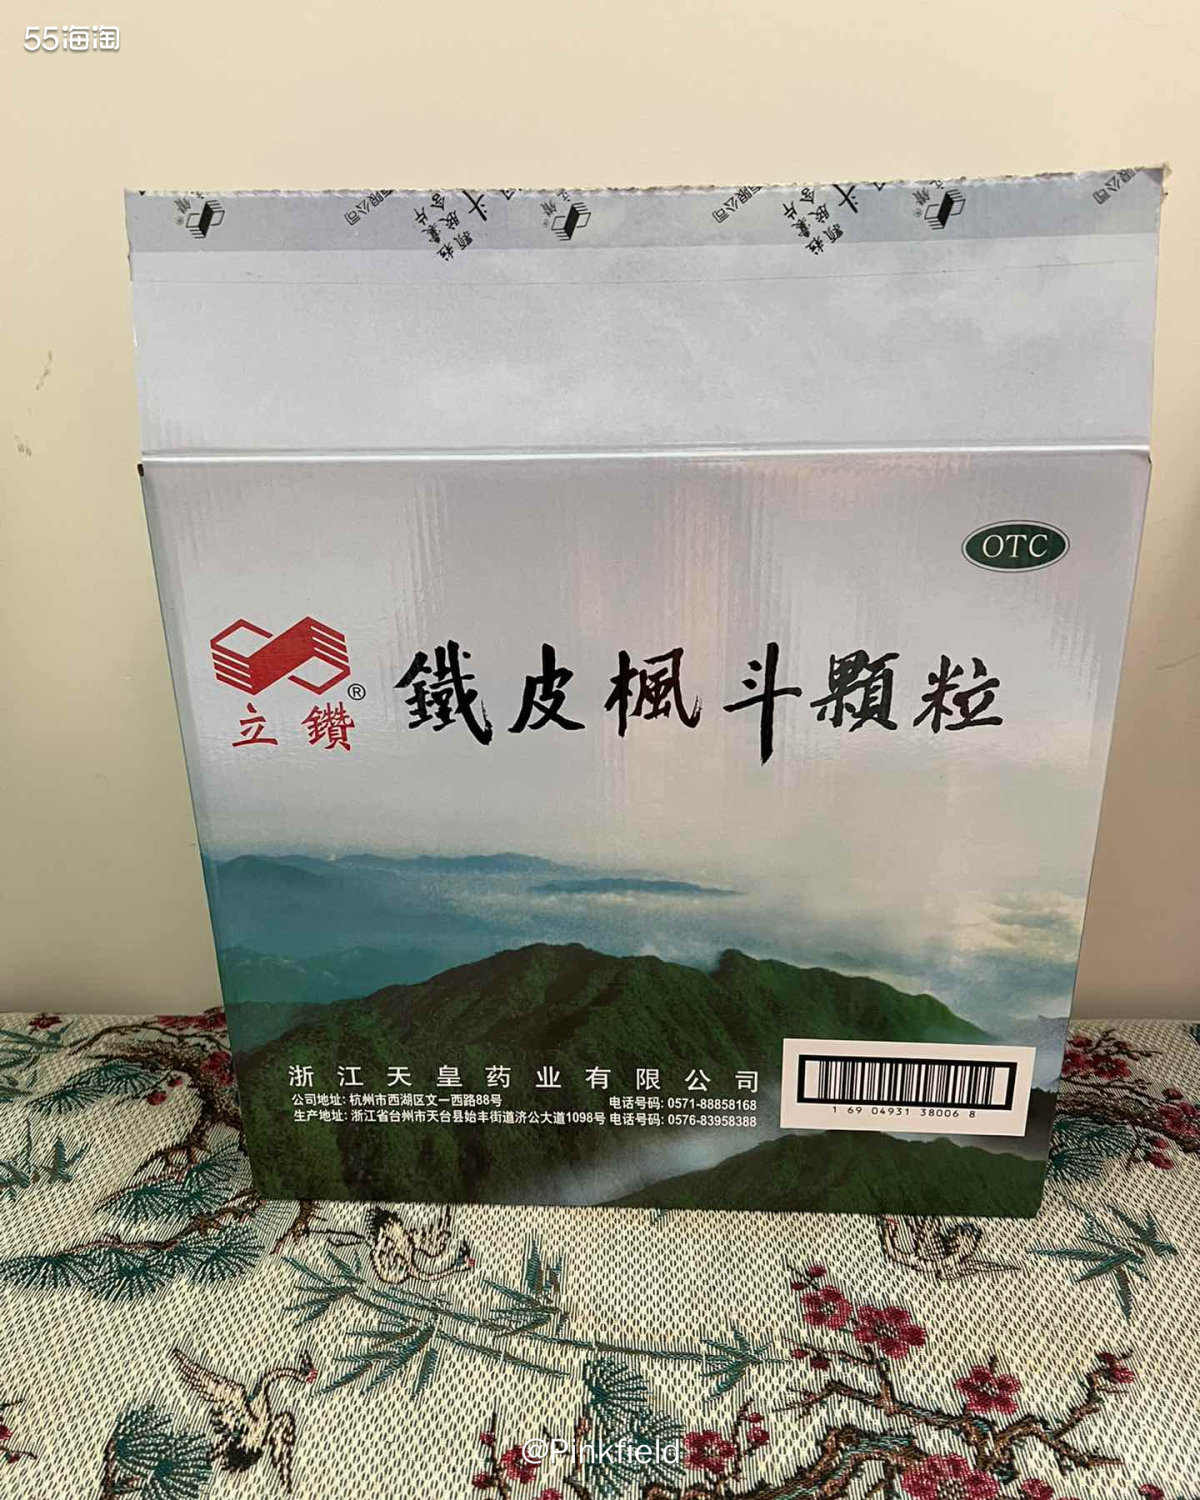 55海淘
OTC
®
立鑽
鐵皮楓斗顆粒
浙江天皇药业有限公司
公司地址: 杭州市西湖区文一西路88号 电话号码: 0571-88858168
生产地址: 浙江省台州市天台县始丰街道济公大道1098号 电话号码: 0576-83958388
1 69 04931 38006 8
@Pinkfield